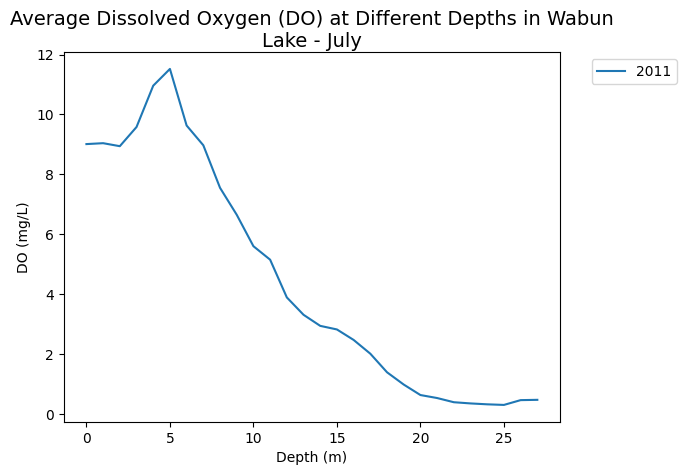 Average Dissolved Oxygen (DO) at Different Depths in Wabun
Lake - July
2011
DO (mg/L)
12
10
8
6
4
2
0
0 5 10 15 20 25
Depth (m)